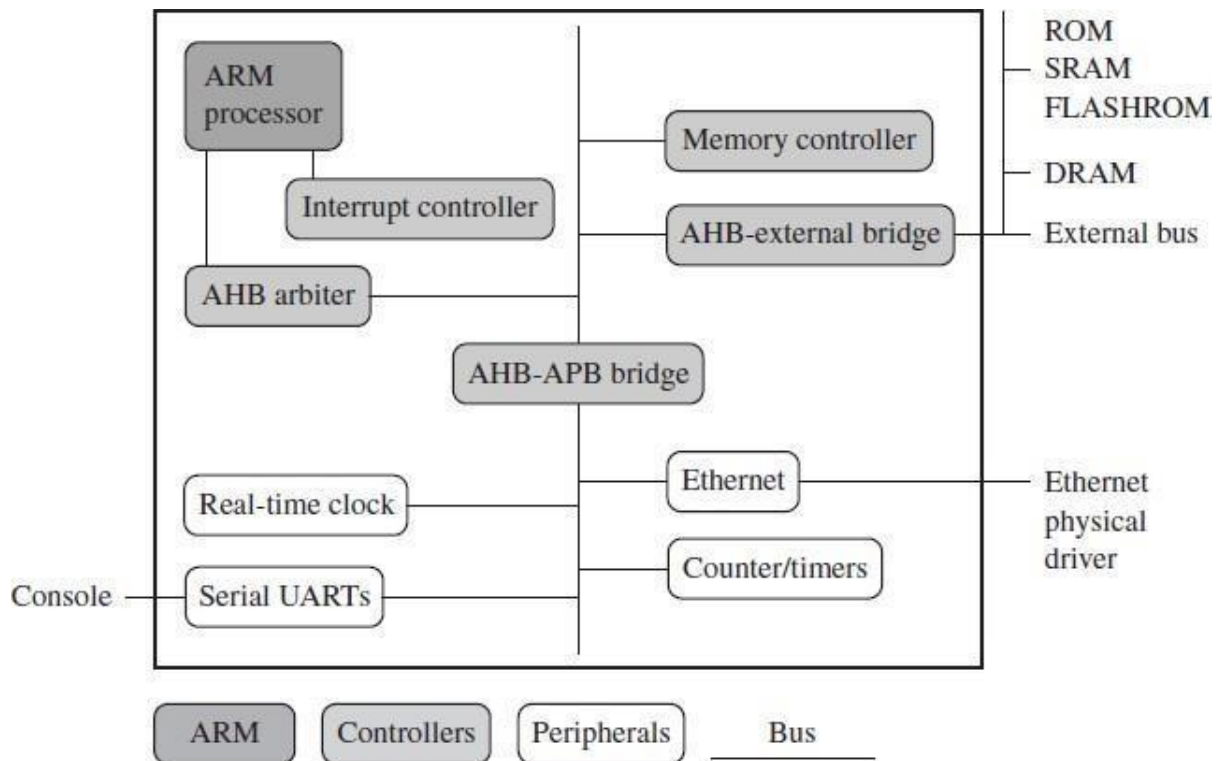 ROM
ARM
processor
SRAM
FLASHROM
Memory controller
DRAM
Interrupt controller
AHB-external bridge
External bus
AHB arbiter
AHB-APB bridge
Ethernet
Ethernet
physical
driver
Real-time clock
Counter/timers
Console
Serial UARTs
ARM
Controllers
Peripherals
Bus